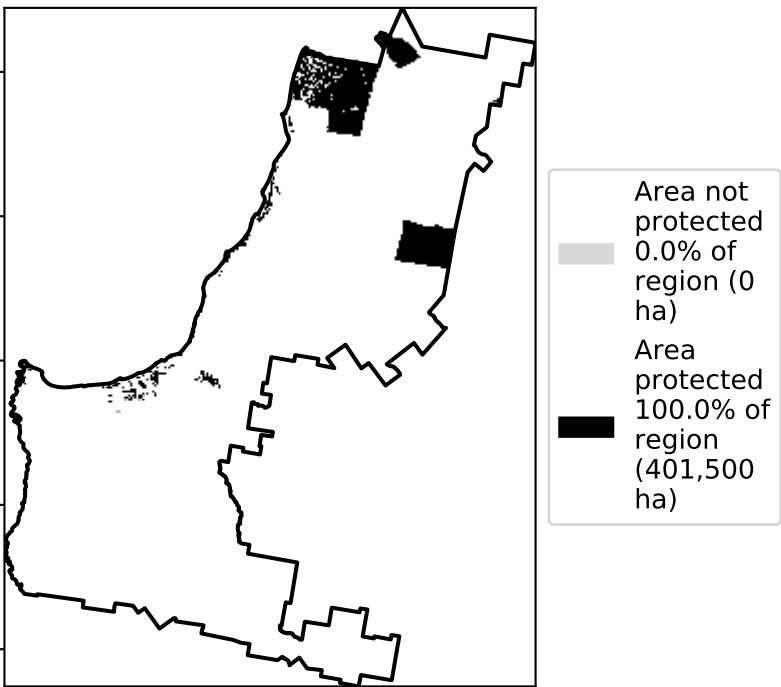 Area not
protected
0.0% of
region (0
ha)
Area
protected
100.0% of
region
(401,500
ha)